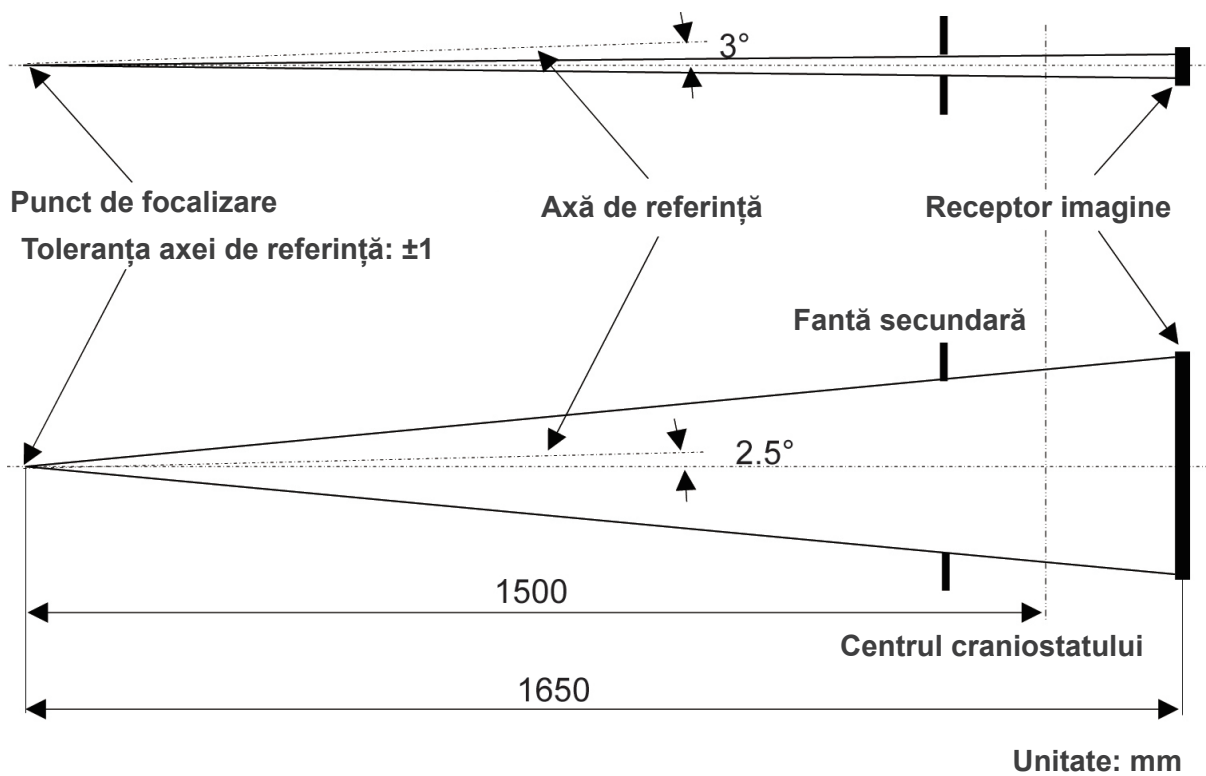 3°
Punct de focalizare
Axă de referință
Receptor imagine
Toleranța axei de referință: ±1
Fantă secundară
2.5°
1500
Centrul craniostatului
1650
Unitate: mm